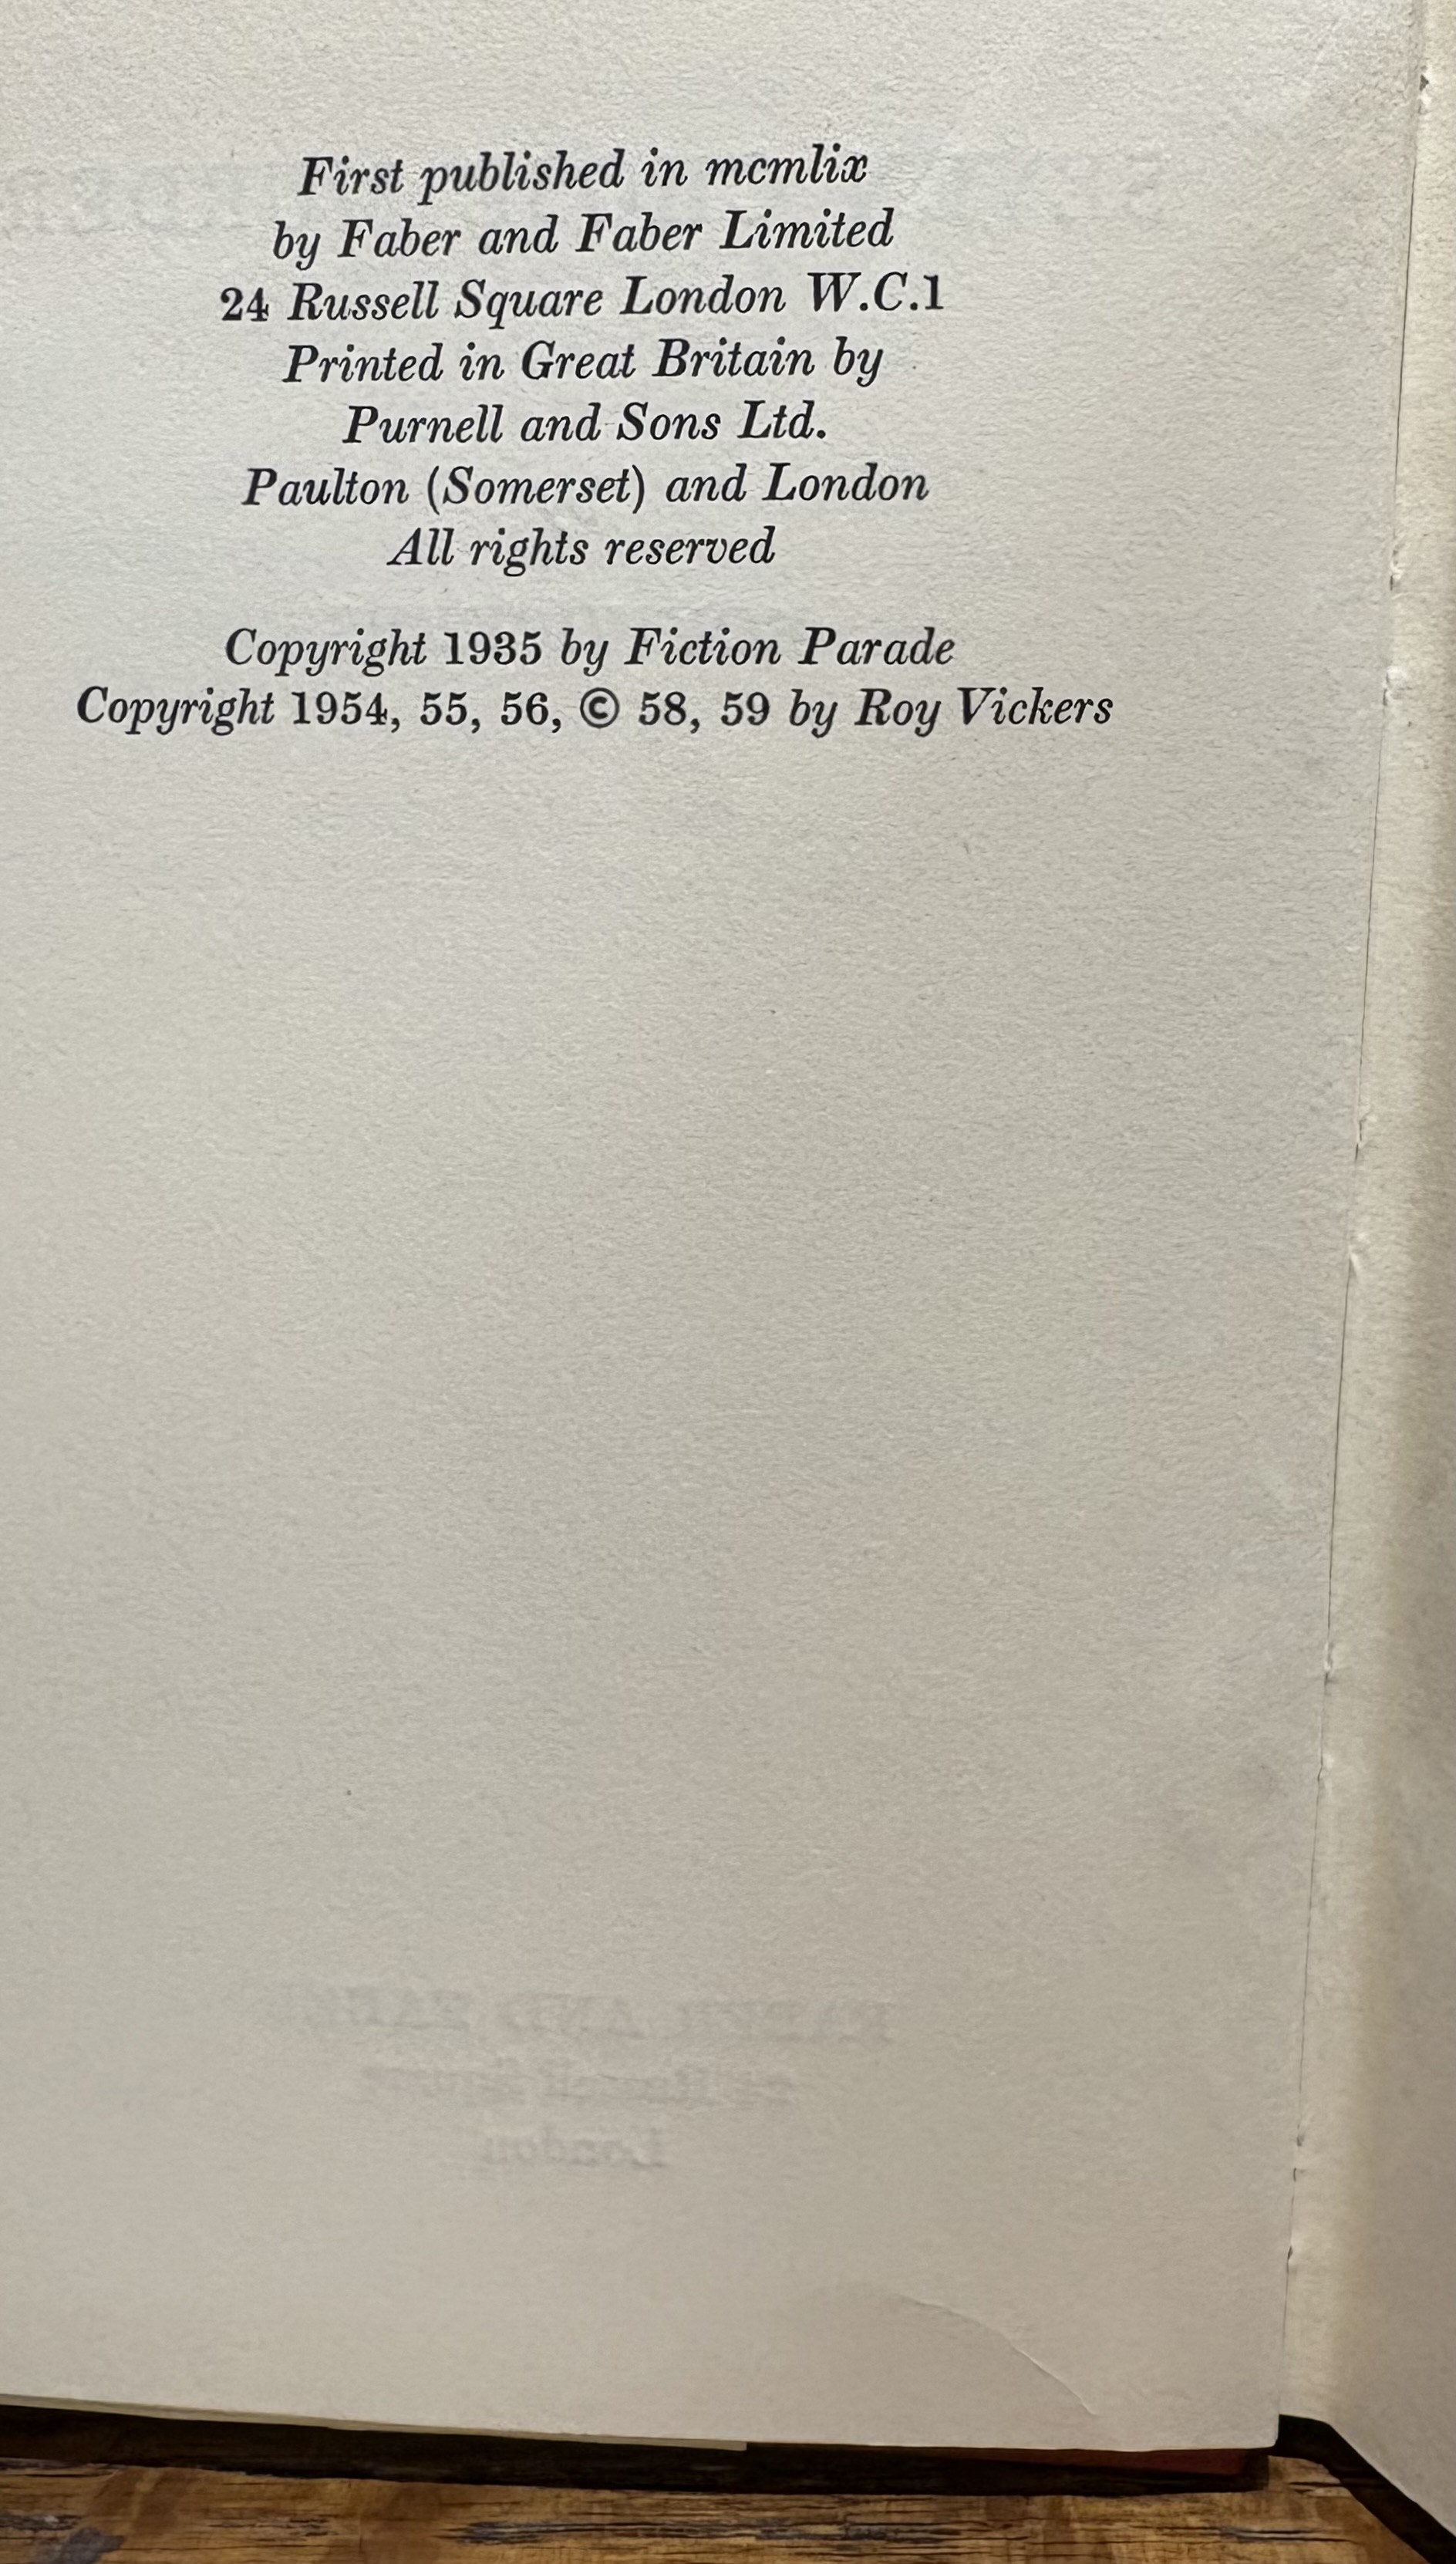 First published in mcmlix
by Faber and Faber Limited
24 Russell Square London W.C.1
Printed in Great Britain by
Purnell and Sons Ltd.
Paulton (Somerset) and London
All rights reserved
Copyright 1935 by Fiction Parade
Copyright 1954, 55, 56, © 58, 59 by Roy Vickers